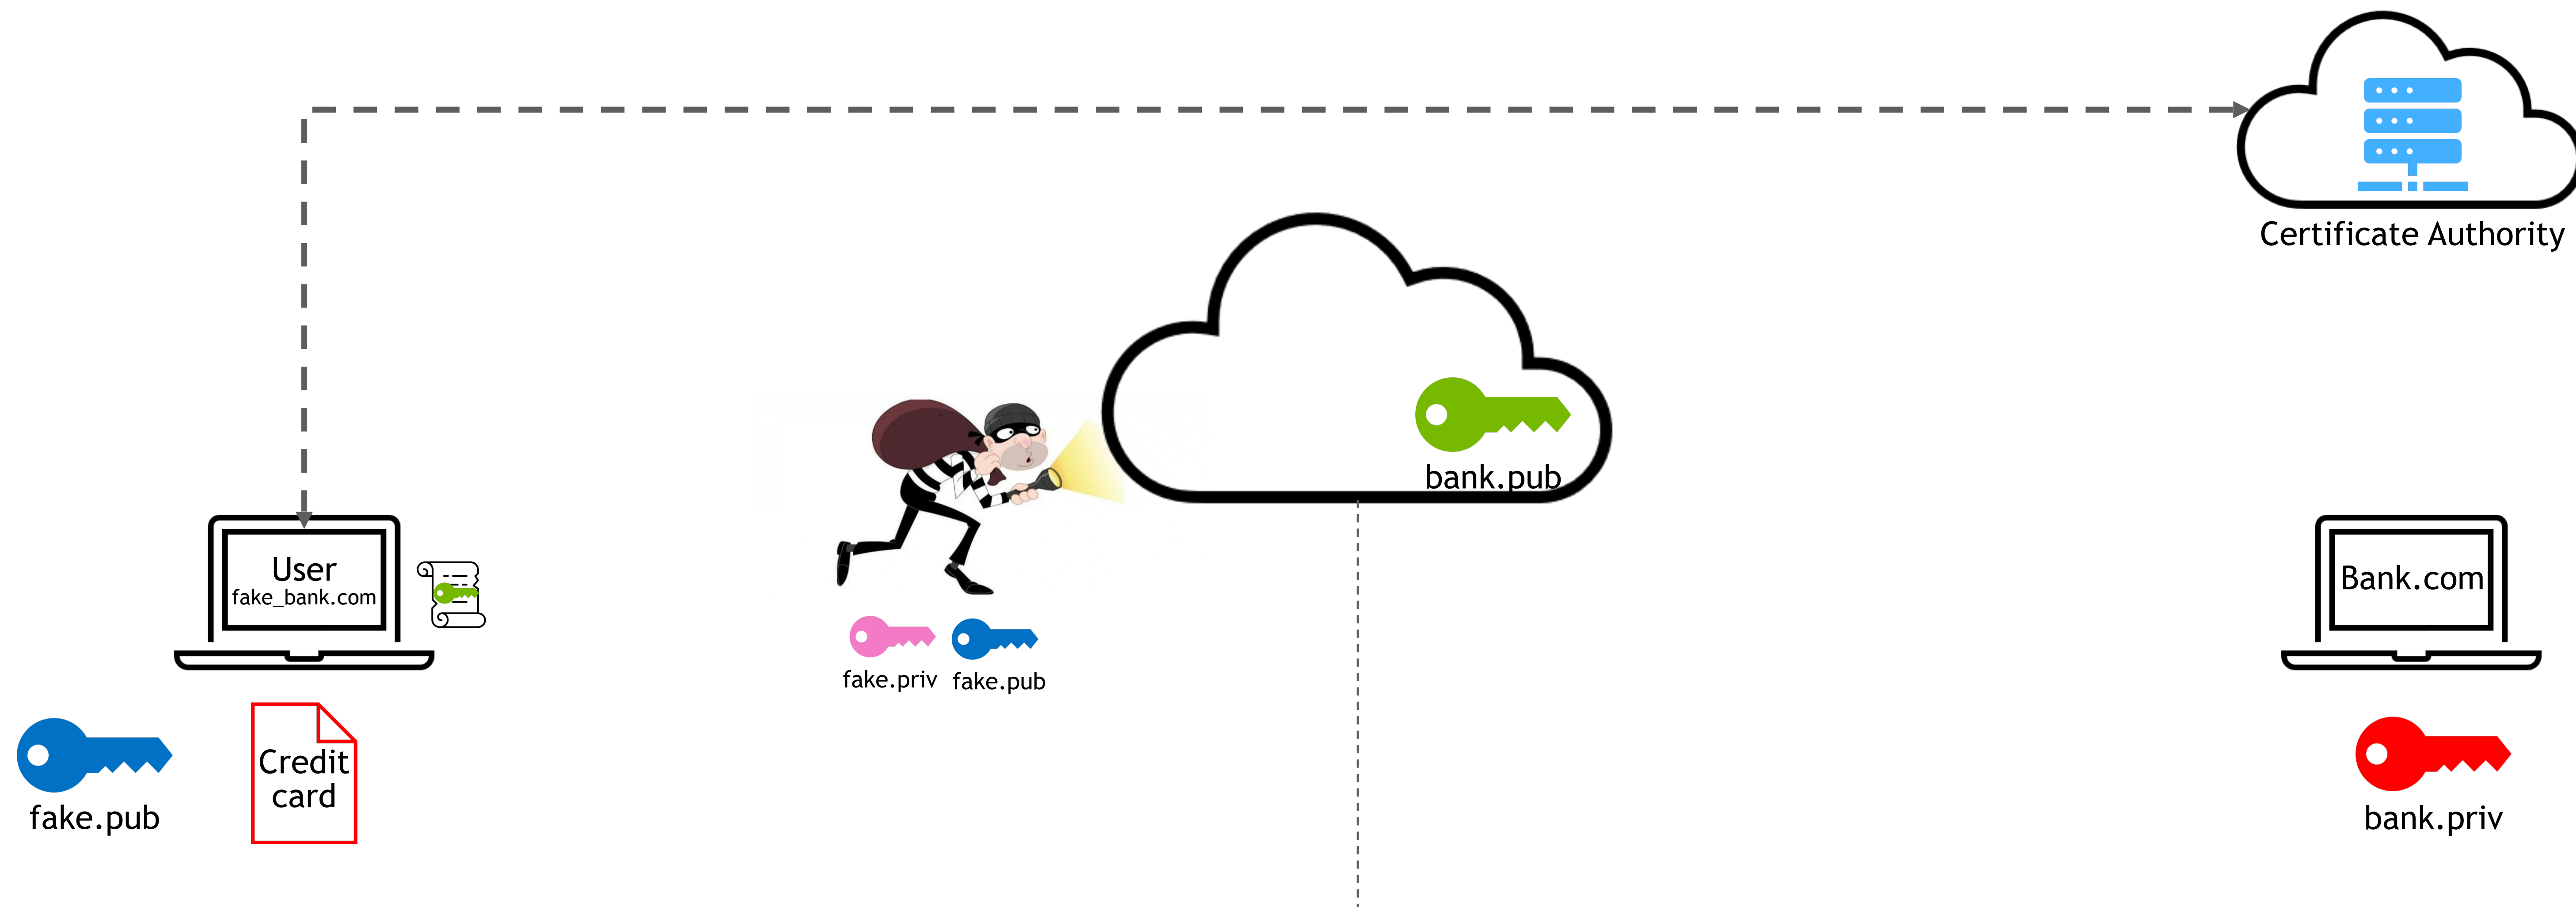 Certificate Authority
bank.pub
User
fake_bank.com
Bank.com
fake.priv
fake.pub
fake.pub
Credit
card
bank.priv